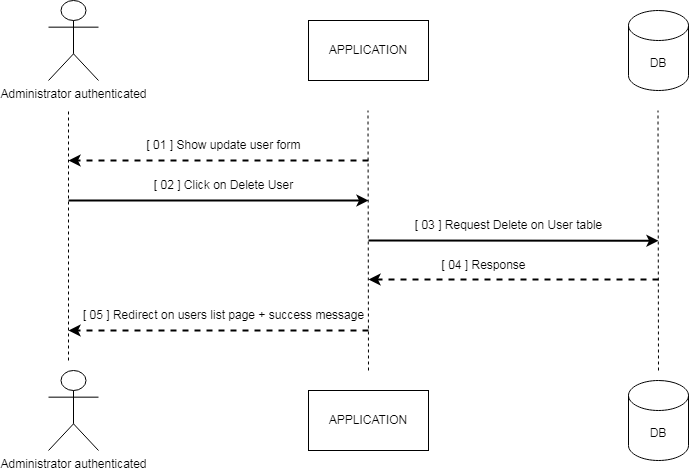 APPLICATION
DB
Administrator authenticated
[ 01 ] Show update user form
[ 02 ] Click on Delete User
[ 03 ] Request Delete on User table
[ 04 ] Response
[ 05 ] Redirect on users list page + success message
APPLICATION
DB
Administrator authenticated